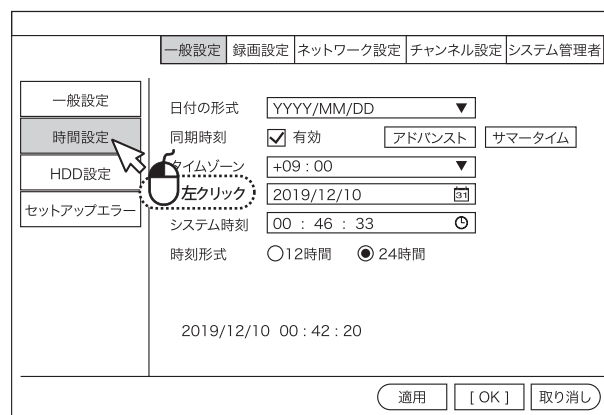 一般設定 録画設定 ネットワーク設定 チャンネル設定 システム管理者
一般設定
時間設定
HDD設定
セットアップエラー
日付の形式 YYYY/MM/DD ▼
同期時刻 有効 アドバンスト サマータイム
タイムゾーン +09 : 00 ▼
左クリック 2019/12/10 31
システム時刻 00 : 46 : 33
時刻形式 12時間 24時間
2019/12/10 00 : 42 : 20
適用 [ OK ] 取り消し